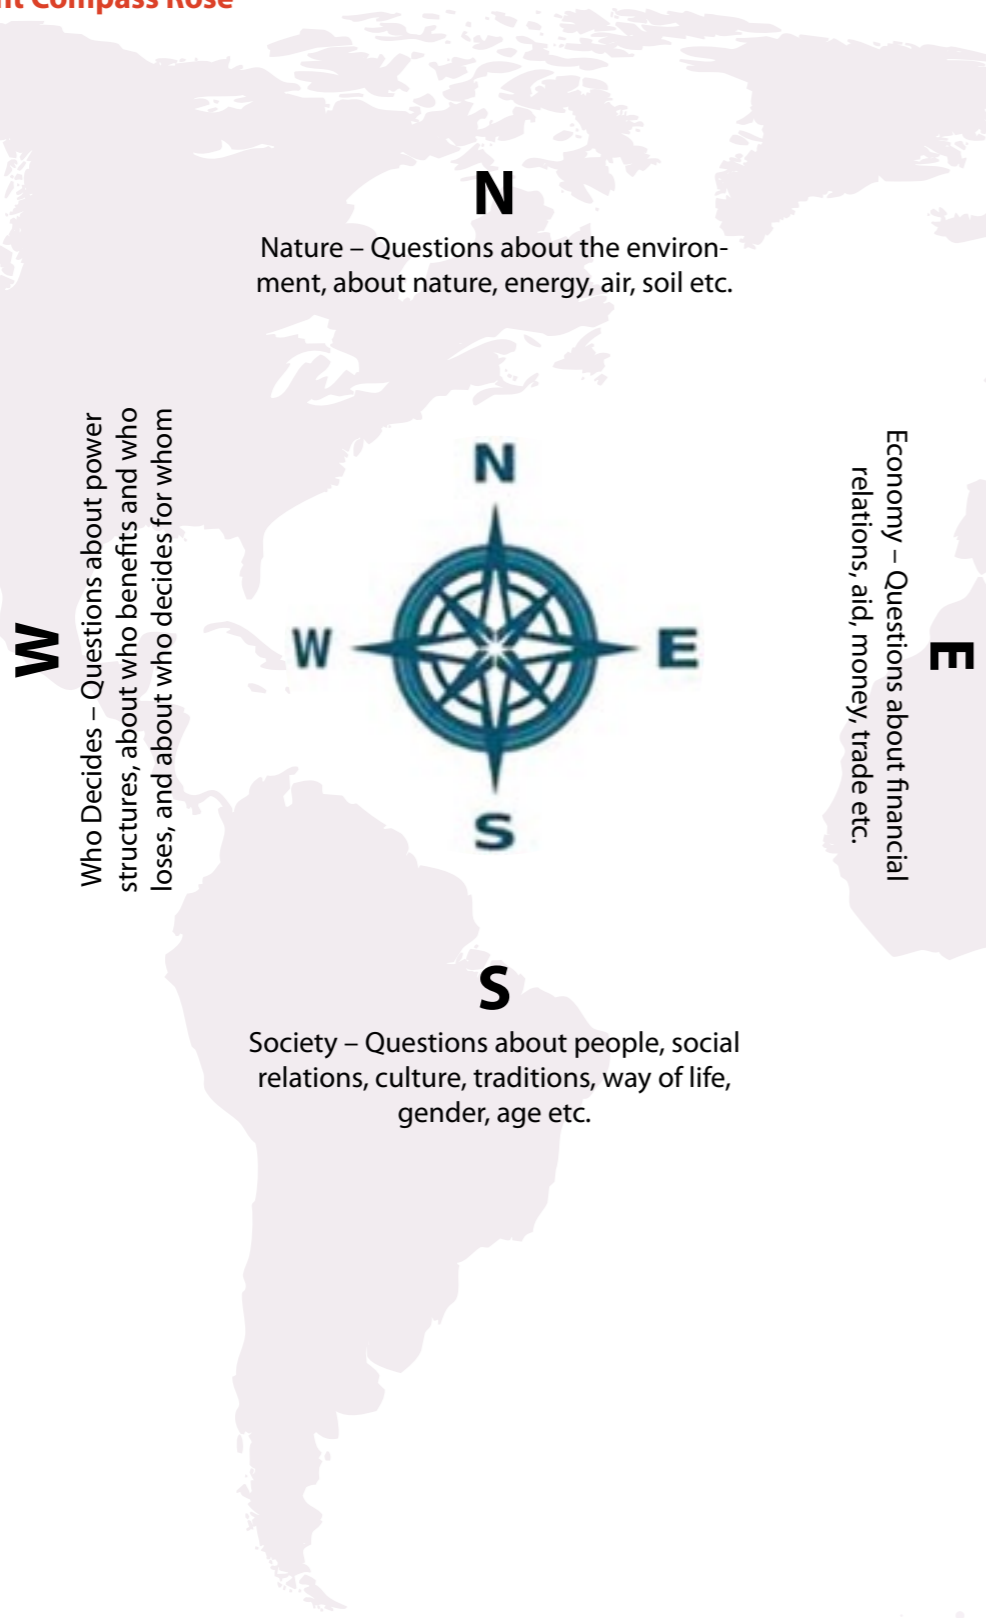 Compass Rose
N
Nature – Questions about the environ-
ment, about nature, energy, air, soil etc.
W
Who Decides – Questions about power
structures, about who benefits and who
loses, and about who decides for whom
N
W
E
S
E
Economy – Questions about financial
relations, aid, money, trade etc.
S
Society – Questions about people, social
relations, culture, traditions, way of life,
gender, age etc.